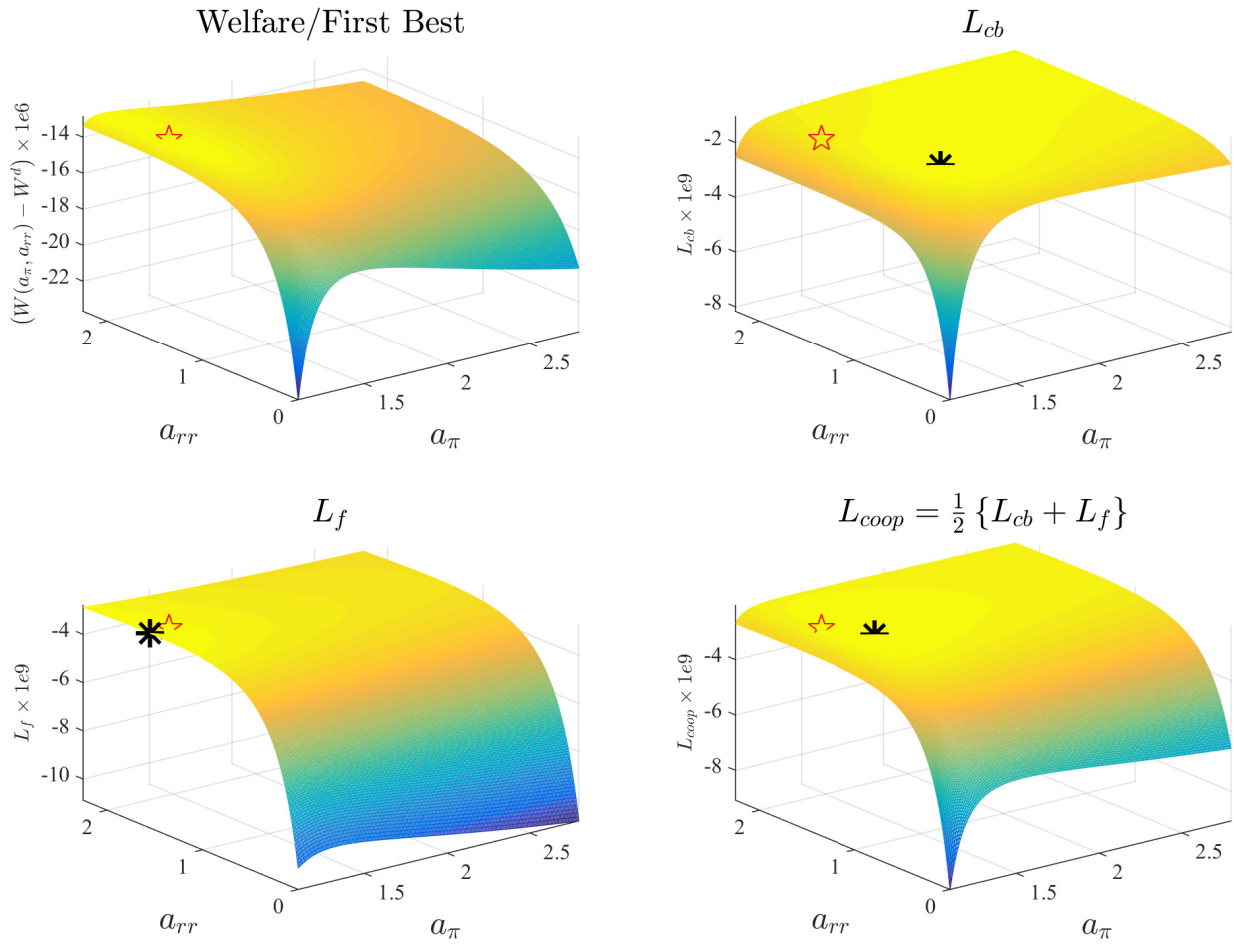 Welfare/First Best
(W(a_π, a_rr) − W^d) × 1e6
-14
-16
-18
-20
-22
2
1
0
a_rr
1.5
2
2.5
a_π
L_cb
L_cb × 1e9
-2
-4
-6
-8
2
1
0
a_rr
1.5
2
2.5
a_π
L_f
L_f × 1e9
-4
-6
-8
-10
2
1
0
a_rr
1.5
2
2.5
a_π
L_coop = 1/2 {L_cb + L_f}
L_coop × 1e9
-4
-6
-8
2
1
0
a_rr
1.5
2
2.5
a_π